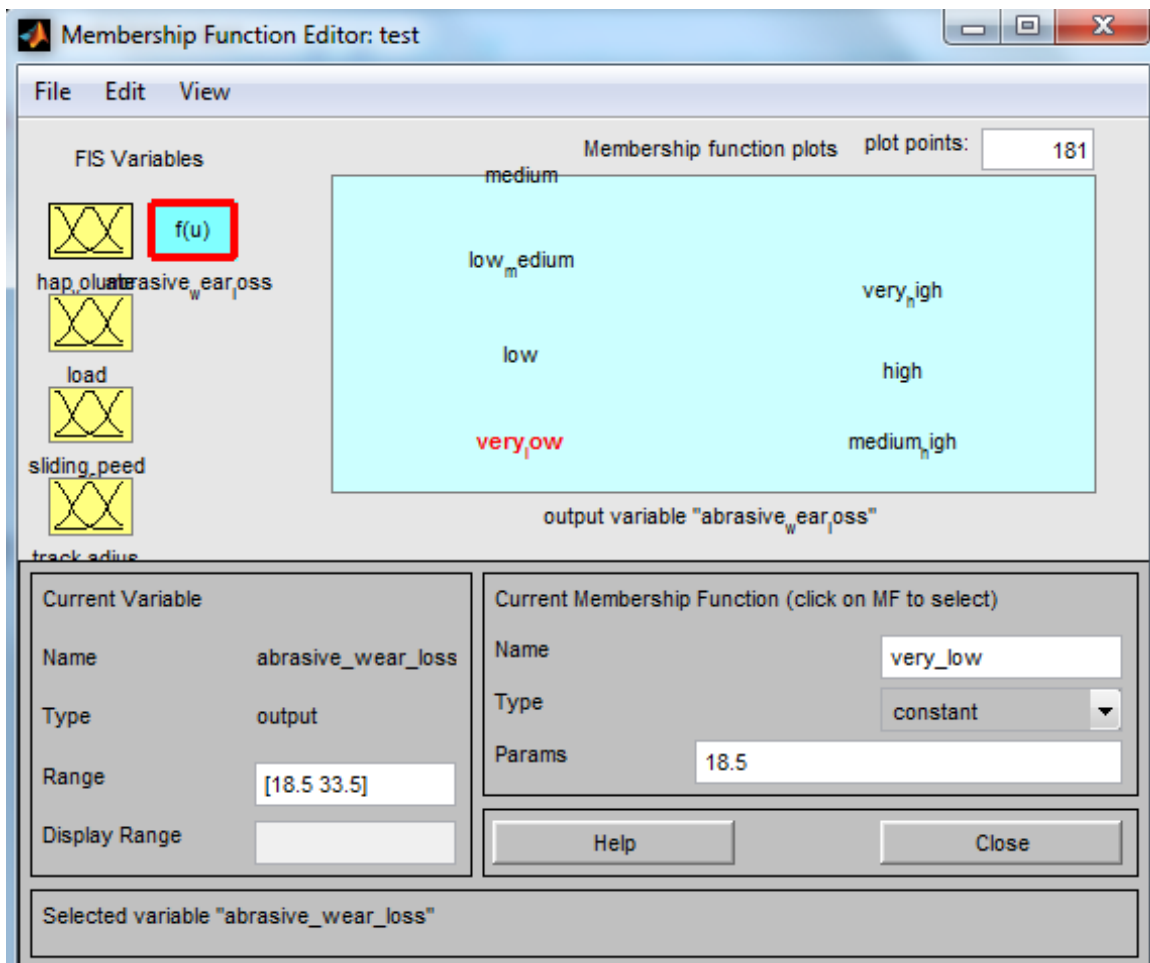 Membership Function Editor: test
File Edit View
FIS Variables
Membership function plots plot points: 181
f(u)
load
track
medium
low_medium
low
very_low
very_high
high
medium_high
output variable "abrasive_wear_loss"
Current Variable
Name abrasive_wear_loss
Type output
Range [18.5 33.5]
Display Range
Current Membership Function (click on MF to select)
Name very_low
Type constant
Params 18.5
Help Close
Selected variable "abrasive_wear_loss"